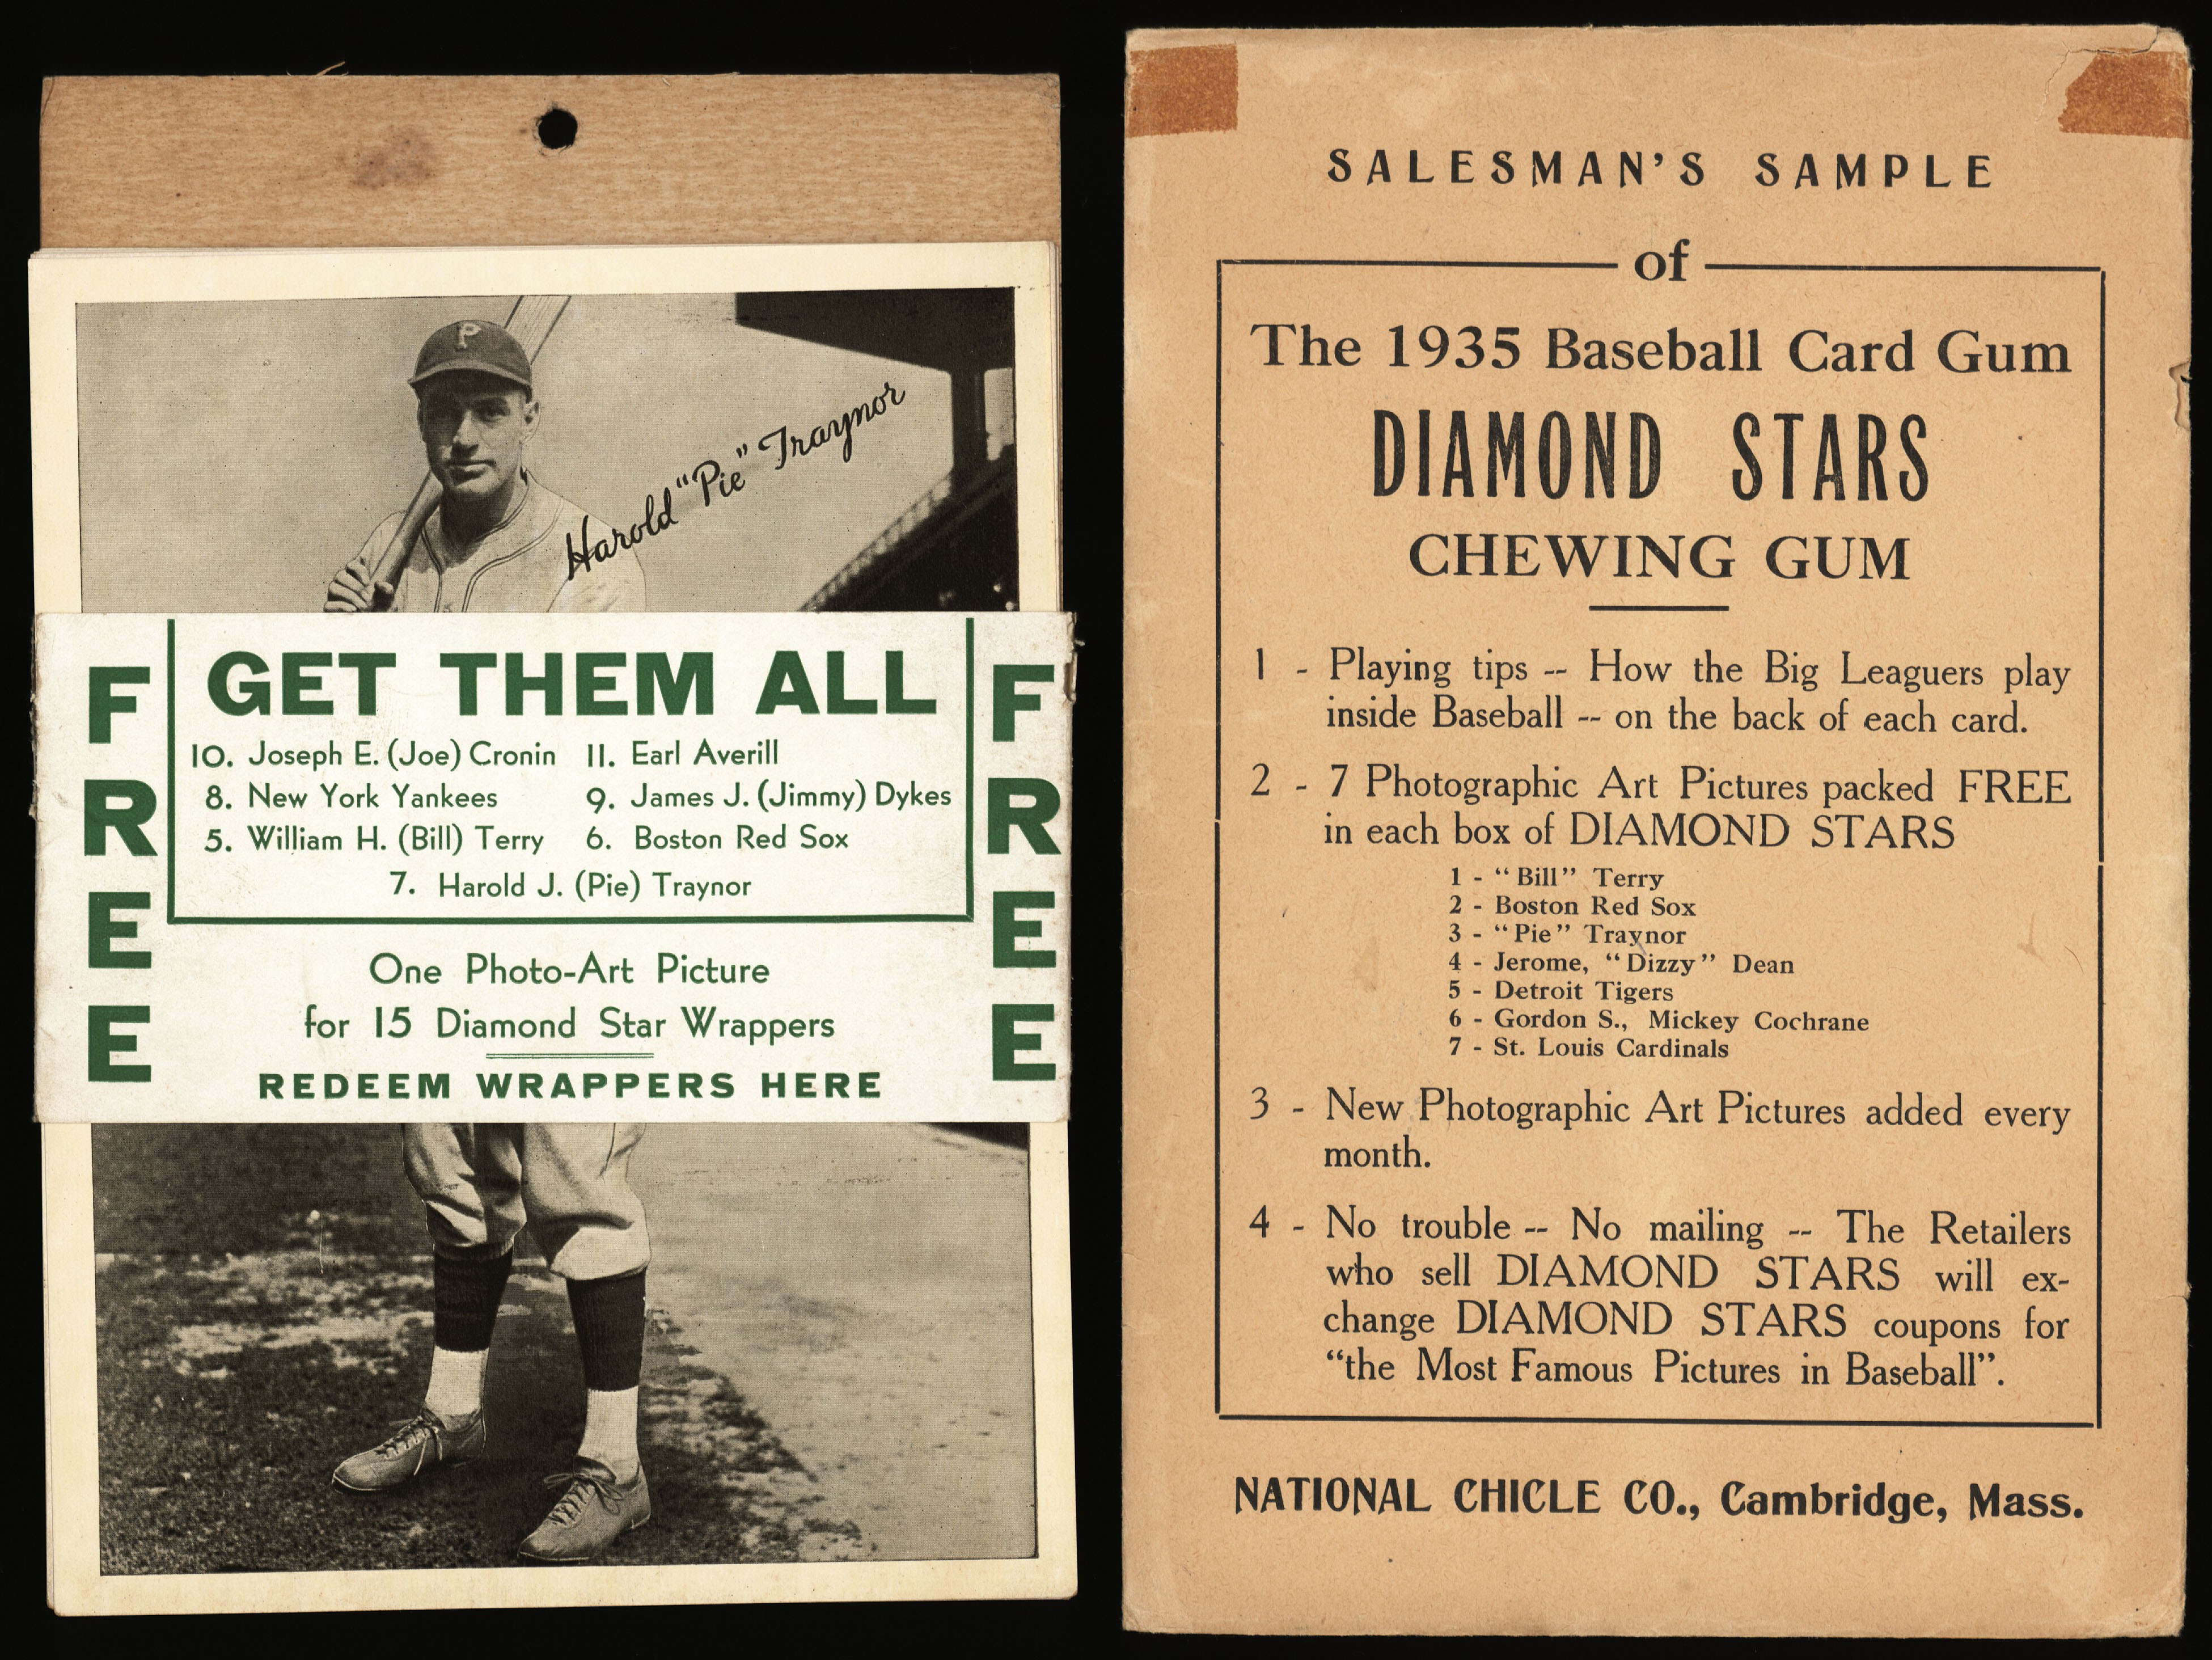 P
Harold "Pie" Traynor
FREE
GET THEM ALL
10. Joseph E. (Joe) Cronin 11. Earl Averill
8. New York Yankees 9. James J. (Jimmy) Dykes
5. William H. (Bill) Terry 6. Boston Red Sox
7. Harold J. (Pie) Traynor
One Photo-Art Picture
for 15 Diamond Star Wrappers
REDEEM WRAPPERS HERE
FREE
SALESMAN'S SAMPLE
of
The 1935 Baseball Card Gum
DIAMOND STARS
CHEWING GUM
1 - Playing tips -- How the Big Leaguers play
inside Baseball -- on the back of each card.
2 - 7 Photographic Art Pictures packed FREE
in each box of DIAMOND STARS
1 - "Bill" Terry
2 - Boston Red Sox
3 - "Pie" Traynor
4 - Jerome, "Dizzy" Dean
5 - Detroit Tigers
6 - Gordon S., Mickey Cochrane
7 - St. Louis Cardinals
3 - New Photographic Art Pictures added every
month.
4 - No trouble -- No mailing -- The Retailers
who sell DIAMOND STARS will ex-
change DIAMOND STARS coupons for
"the Most Famous Pictures in Baseball".
NATIONAL CHICLE CO., Cambridge, Mass.